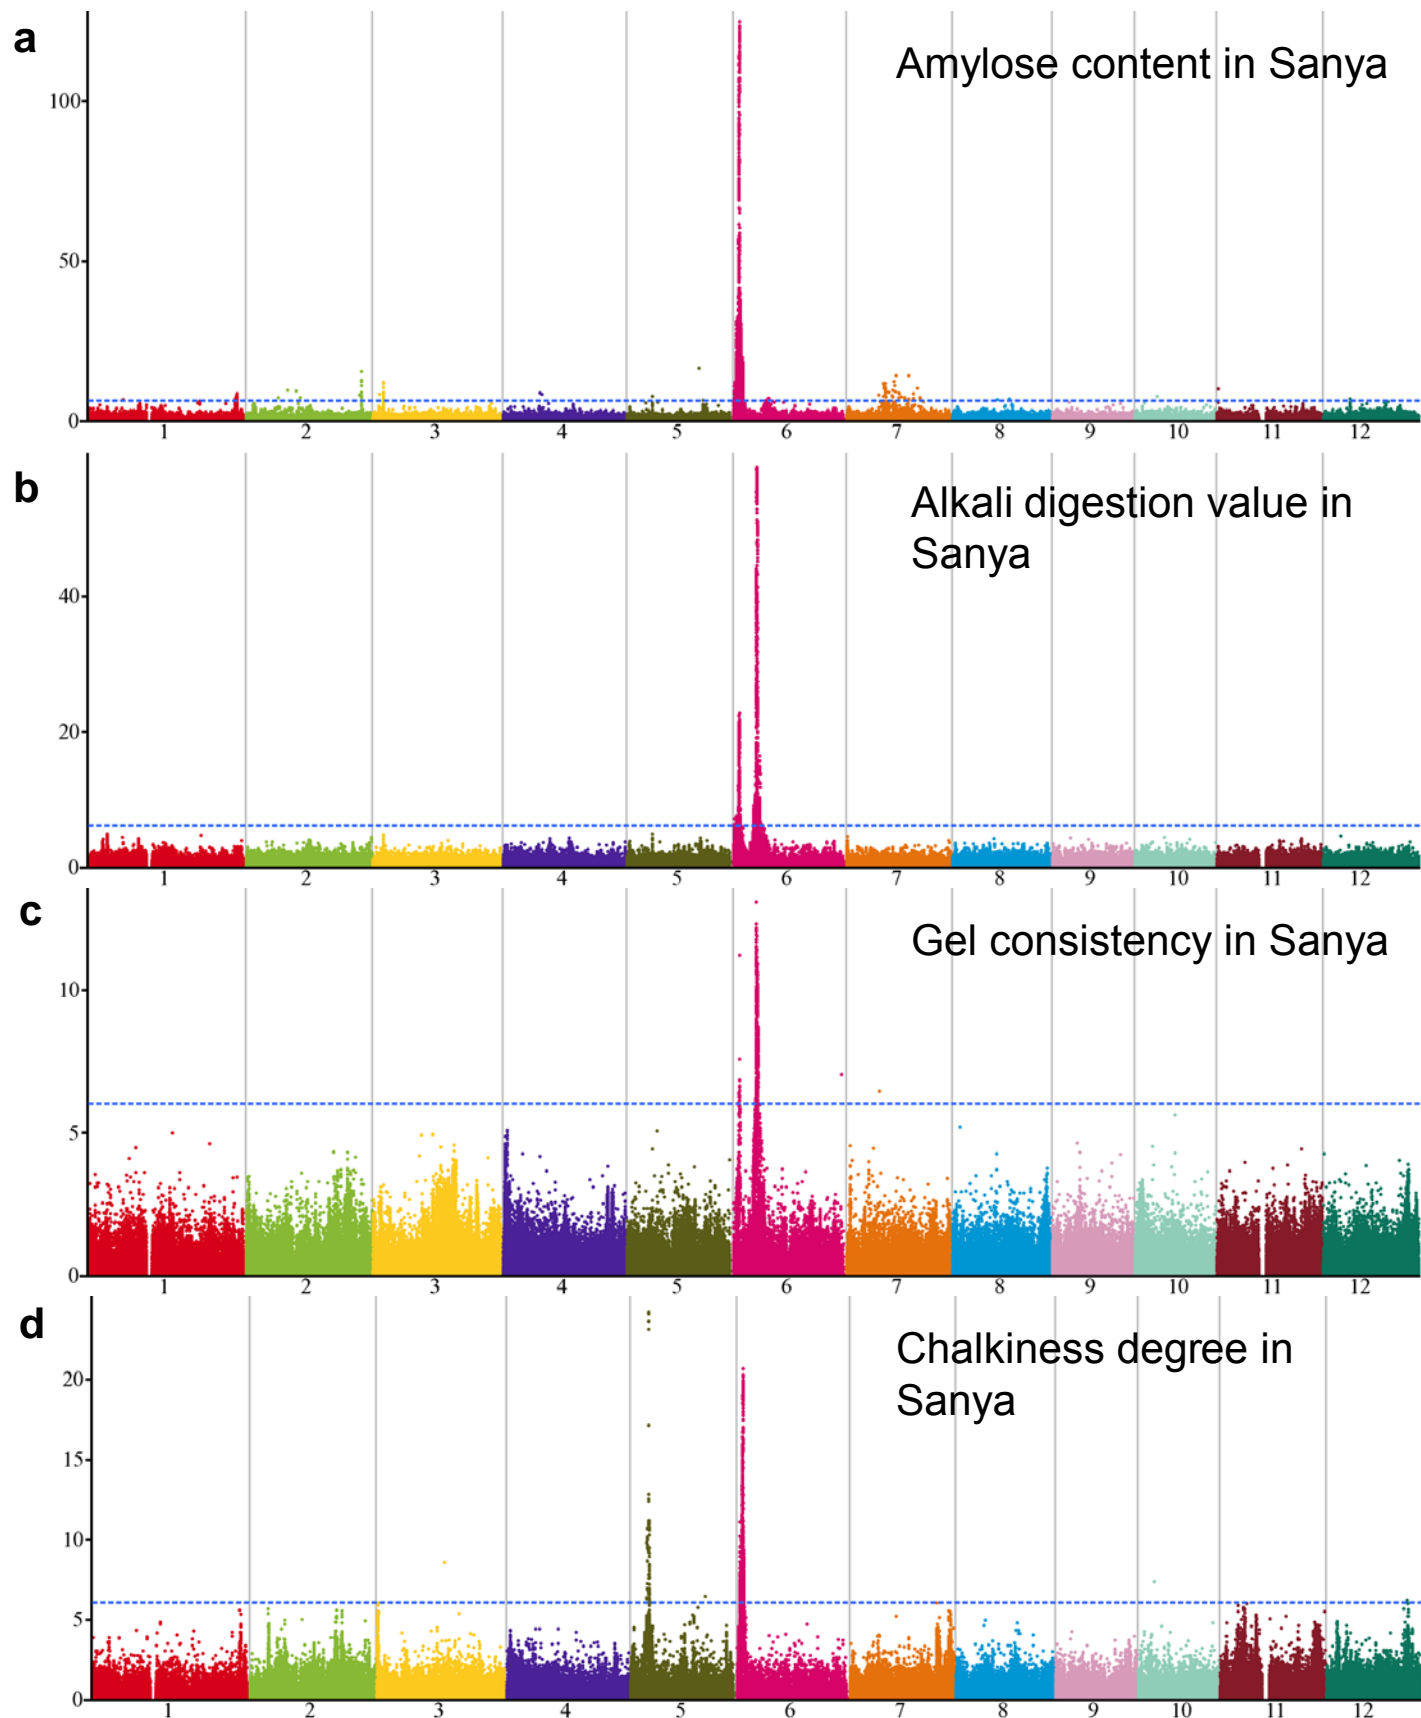 a
Amylose content in Sanya
100
50
0
1 2 3 4 5 6 7 8 9 10 11 12
b
Alkali digestion value in
Sanya
40
20
0
1 2 3 4 5 6 7 8 9 10 11 12
c
Gel consistency in Sanya
10
5
0
1 2 3 4 5 6 7 8 9 10 11 12
d
Chalkiness degree in
Sanya
20
15
10
5
0
1 2 3 4 5 6 7 8 9 10 11 12